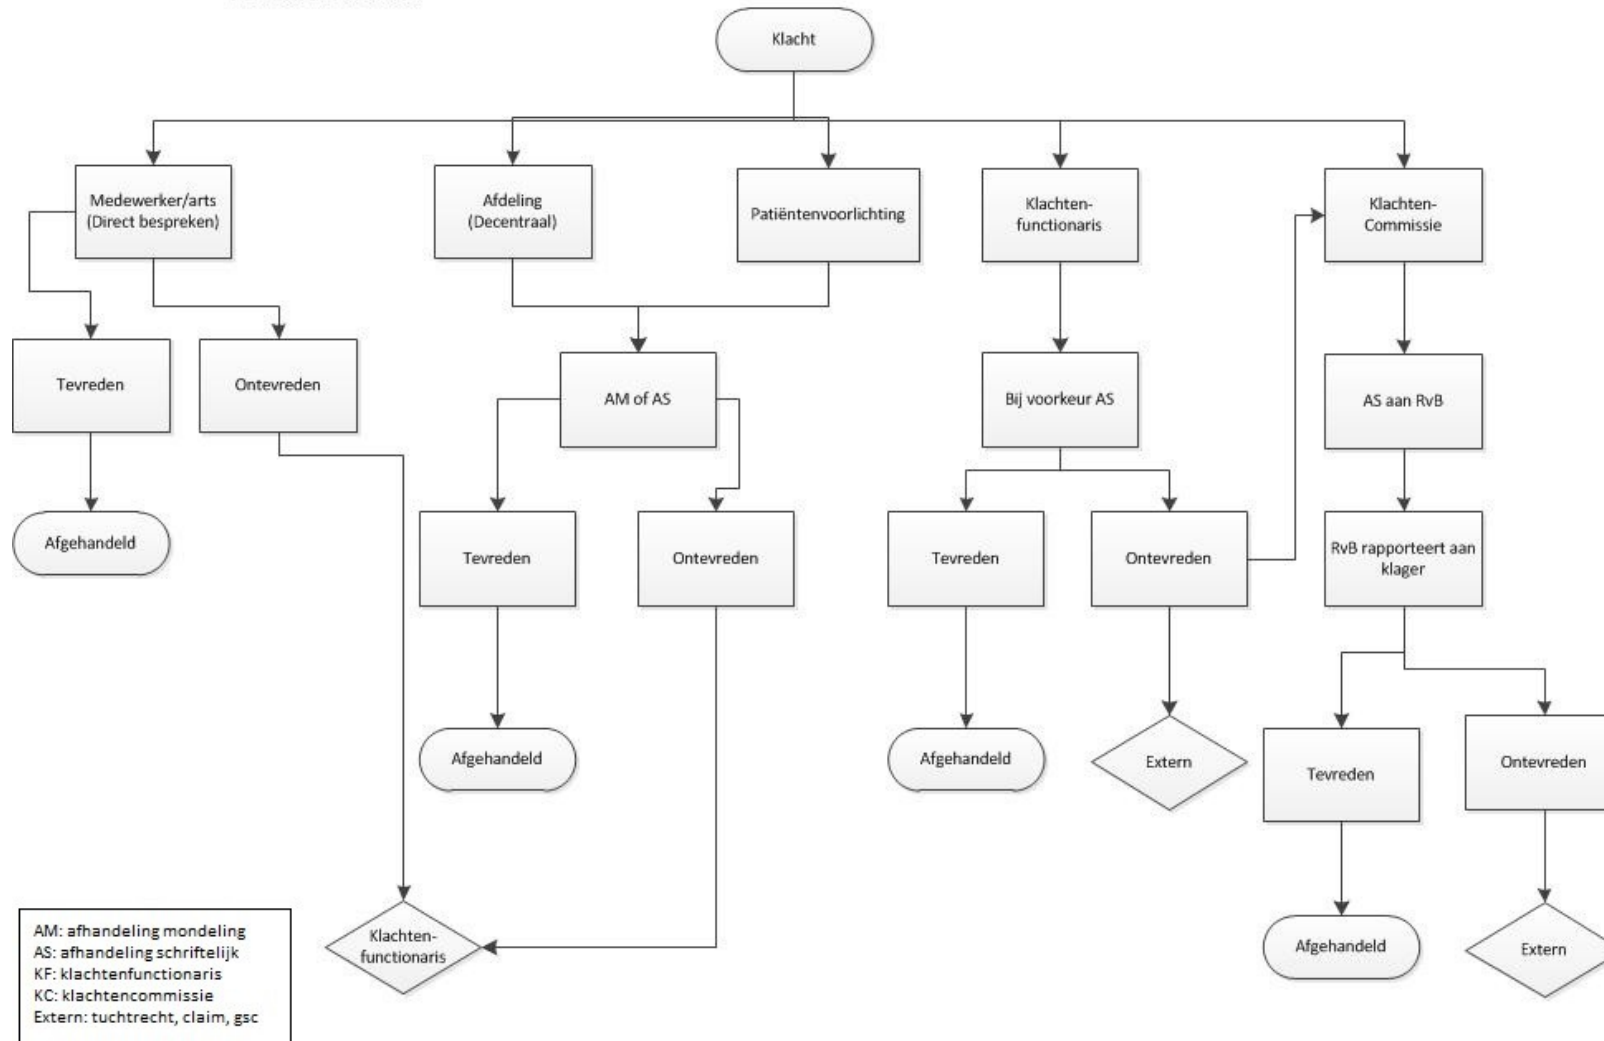 Klacht
Medewerker/arts
(Direct bespreken)
Afdeling
(Decentraal)
Patiëntenvoorlichting
Klachten-
functionaris
Klachten-
Commissie
Tevreden
Ontevreden
AM of AS
Bij voorkeur AS
AS aan RvB
Afgehandeld
Tevreden
Ontevreden
Tevreden
Ontevreden
RvB rapporteert aan
klager
Afgehandeld
Afgehandeld
Extern
Tevreden
Ontevreden
Klachten-
functionaris
Afgehandeld
Extern
AM: afhandeling mondeling
AS: afhandeling schriftelijk
KF: klachtenfunctionaris
KC: klachtencommissie
Extern: tuchtrecht, claim, gsc